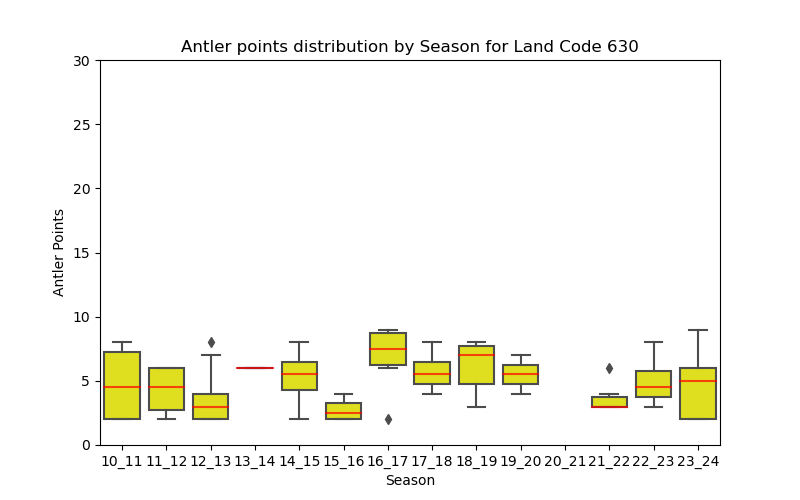 Antler points distribution by Season for Land Code 630
30
25
20
15
10
5
0
Antler Points
10_11 11_12 12_13 13_14 14_15 15_16 16_17 17_18 18_19 19_20 20_21 21_22 22_23 23_24
Season